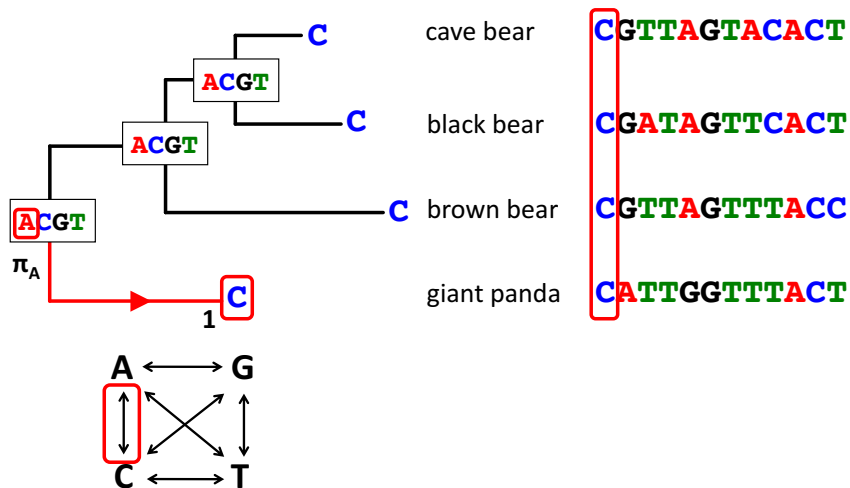 C cave bear CGTTAGTACACT
ACGT
C black bear CGATAGTTCACT
ACGT
C brown bear CGTTAGTTTACC
ACGT
πA
C giant panda CATTGGTTTACT
1
A G
C T